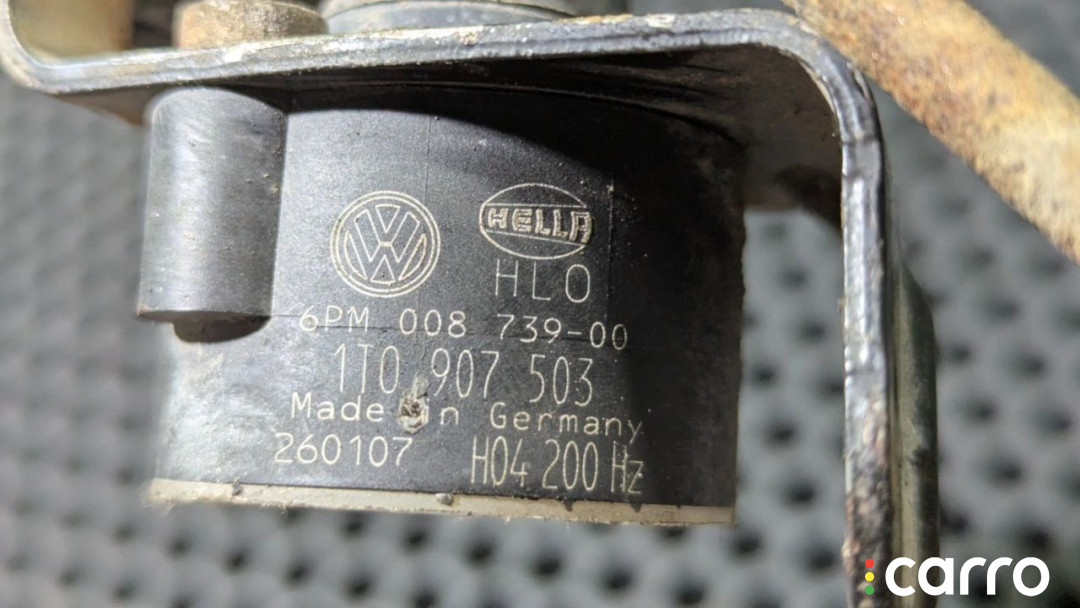 HELLA
HLO
6PM 008 739-00
1T0 907 503
Made in Germany
260107 H04 200 Hz
carro